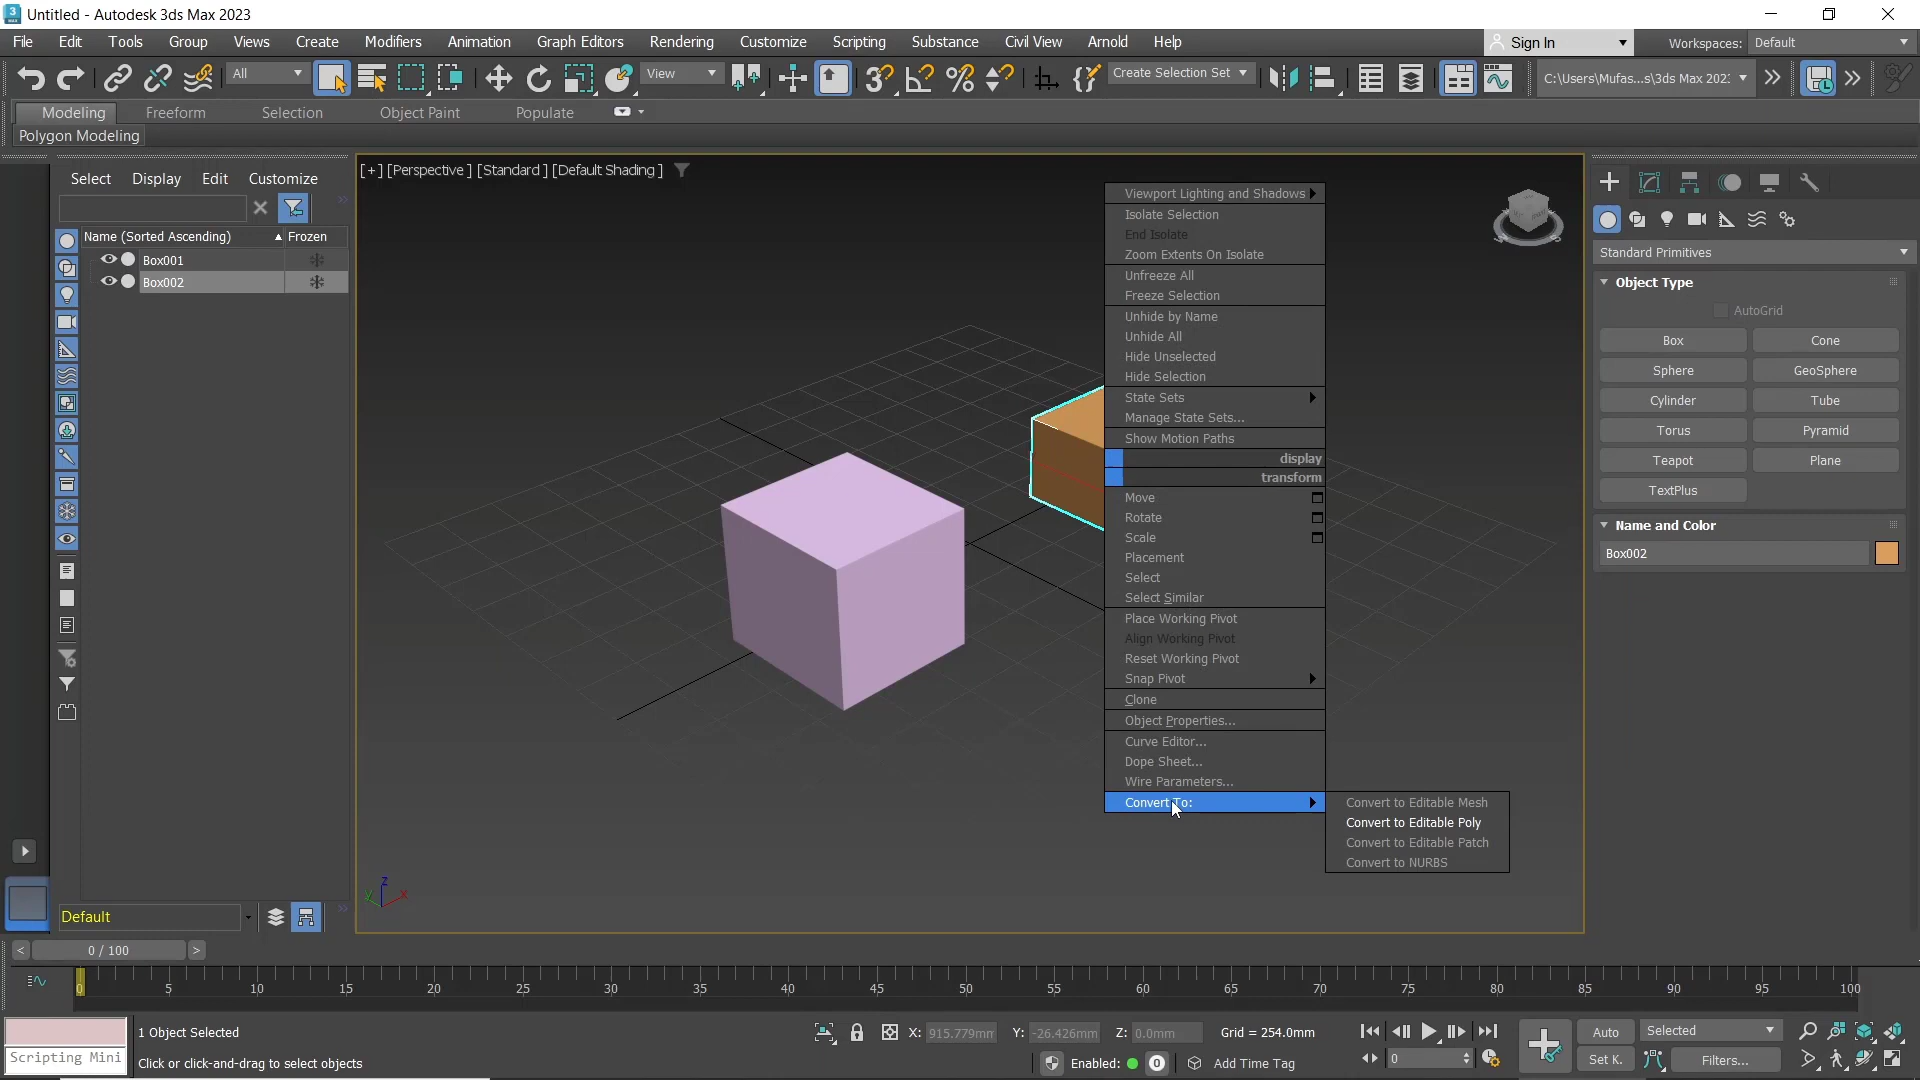 Untitled - Autodesk 3ds Max 2023
File Edit Tools Group Views Create Modifiers Animation Graph Editors Rendering Customize Scripting Substance Civil View Arnold Help
Sign In
Workspaces: Default
All
View
Create Selection Set
C:\Users\Mufas...s\3ds Max 202
Modeling Freeform Selection Object Paint Populate
Polygon Modeling
Select Display Edit Customize
Name (Sorted Ascending) Frozen
Box001
Box002
Default
[+] [Perspective ] [Standard ] [Default Shading ]
Viewport Lighting and Shadows
Isolate Selection
End Isolate
Zoom Extents On Isolate
Unfreeze All
Freeze Selection
Unhide by Name
Unhide All
Hide Unselected
Hide Selection
State Sets
Manage State Sets...
Show Motion Paths
display
transform
Move
Rotate
Scale
Placement
Select
Select Similar
Place Working Pivot
Align Working Pivot
Reset Working Pivot
Snap Pivot
Clone
Object Properties...
Curve Editor...
Dope Sheet...
Wire Parameters...
Convert To:
Convert to Editable Mesh
Convert to Editable Poly
Convert to Editable Patch
Convert to NURBS
z
x
y
Standard Primitives
Object Type
AutoGrid
Box Cone
Sphere GeoSphere
Cylinder Tube
Torus Pyramid
Teapot Plane
TextPlus
Name and Color
Box002
< 0 / 100 >
0 5 10 15 20 25 30 35 40 45 50 55 60 65 70 75 80 85 90 95 100
1 Object Selected
X: 915.779mm Y: -26.426mm Z: 0.0mm Grid = 254.0mm
Auto Selected
Scripting Mini
Click or click-and-drag to select objects
Enabled: 0 Add Time Tag
0
Set K. Filters...